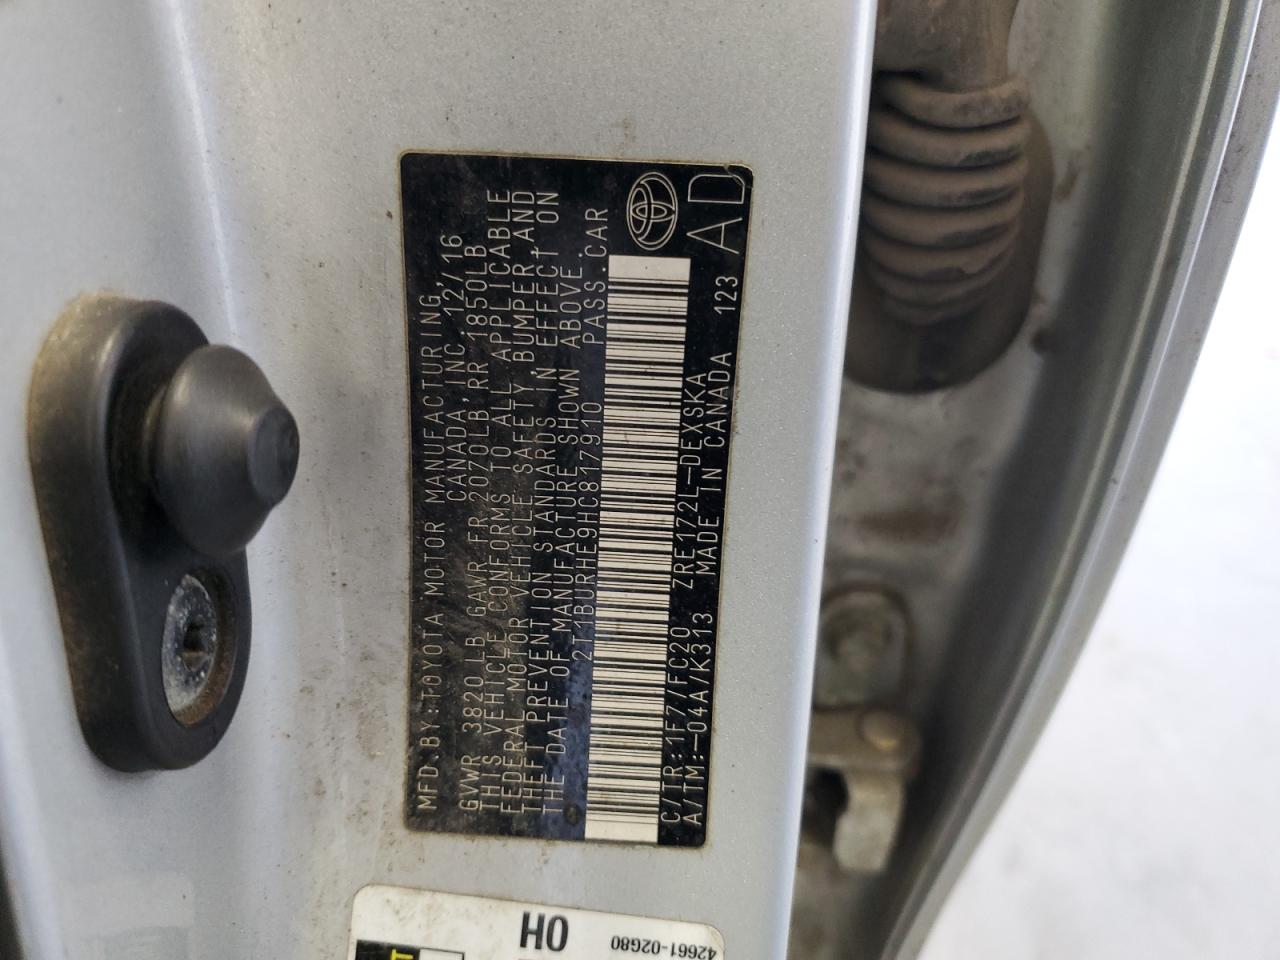 MFD.BY:TOYOTA MOTOR MANUFACTURING
CANADA,INC. 12/16
GVWR 3820LB GAWR FR 2070LB,RR 1850LB
THIS VEHICLE CONFORMS TO ALL APPLICABLE
FEDERAL MOTOR VEHICLE SAFETY,BUMPER,AND
THEFT PREVENTION STANDARDS IN EFFECT ON
THE DATE OF MANUFACTURE SHOWN ABOVE.
2T1BURHE9HC817910 PASS.CAR
C/TR:1F7/FC20 ZRE172L-DEXSKA 123
A/TM:-04A/K313 MADE IN CANADA
AD
OH
42661-02G80